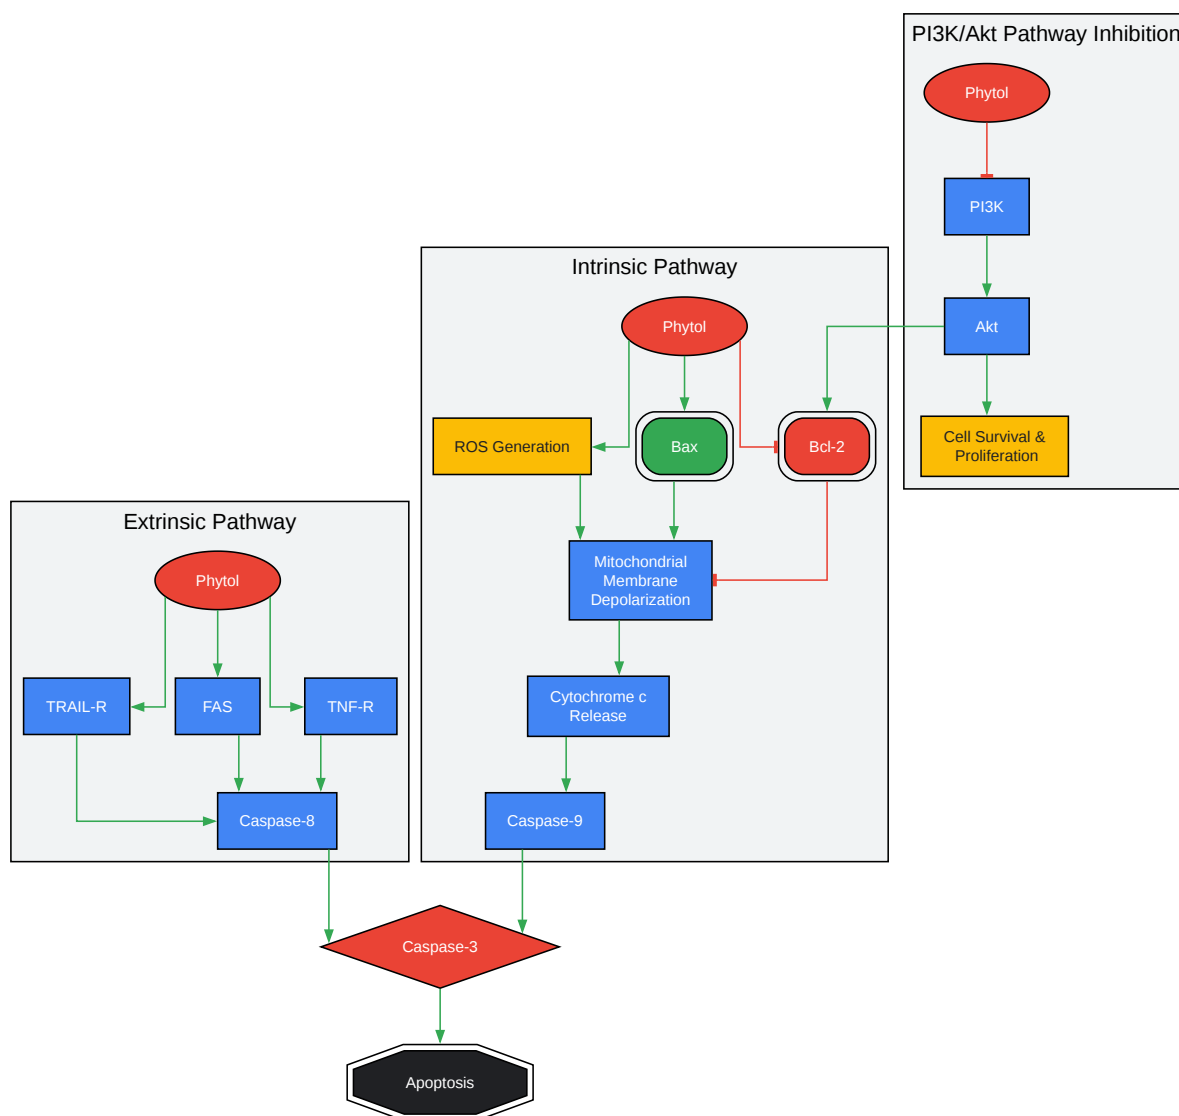 PI3K/Akt Pathway Inhibition
Phytol
PI3K
Akt
Cell Survival &
Proliferation
Intrinsic Pathway
Phytol
ROS Generation
Bax
Bcl-2
Mitochondrial
Membrane
Depolarization
Cytochrome c
Release
Caspase-9
Extrinsic Pathway
Phytol
TRAIL-R
FAS
TNF-R
Caspase-8
Caspase-3
Apoptosis